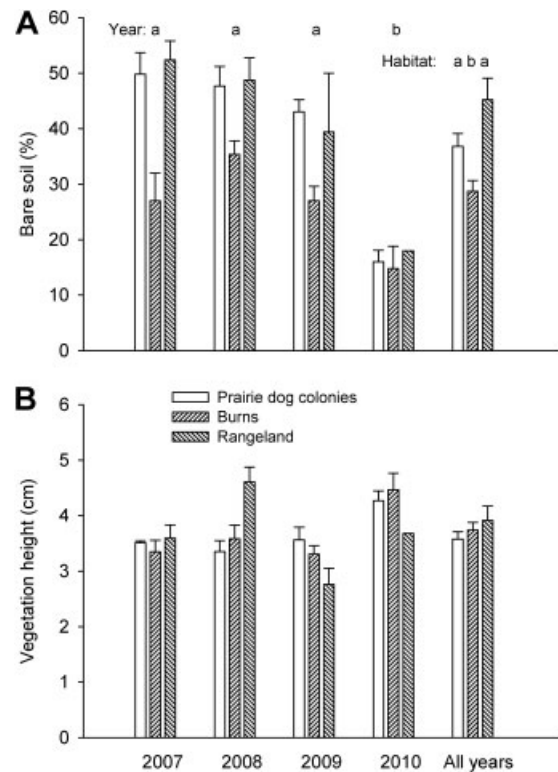 A
60
Year: a a a b
Habitat: a b a
50
40
30
20
10
0
Bare soil (%)
B
6
Prairie dog colonies
Burns
Rangeland
5
4
3
2
1
0
Vegetation height (cm)
2007 2008 2009 2010 All years